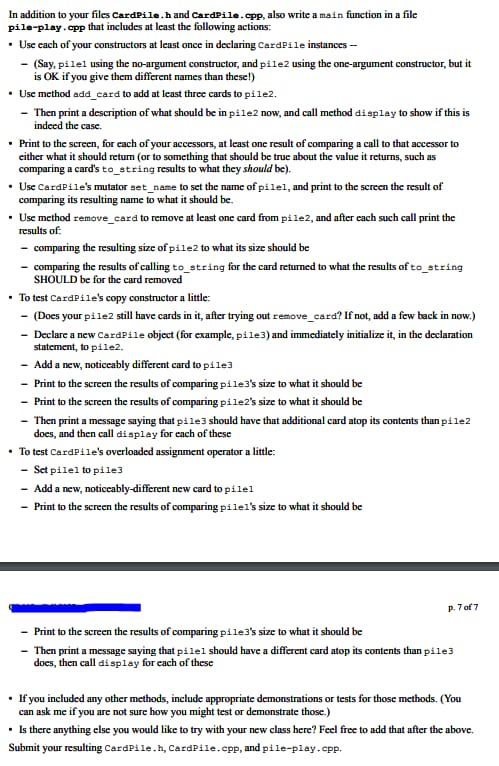 In addition to your files CardPile.h and CardPile.cpp, also write a main function in a file
pile-play.cpp that includes at least the following actions:
• Use each of your constructors at least once in declaring CardPile instances --
– (Say, pile1 using the no-argument constructor, and pile2 using the one-argument constructor, but it
is OK if you give them different names than these!)
• Use method add_card to add at least three cards to pile2.
– Then print a description of what should be in pile2 now, and call method display to show if this is
indeed the case.
• Print to the screen, for each of your accessors, at least one result of comparing a call to that accessor to
either what it should return (or to something that should be true about the value it returns, such as
comparing a card's to_string results to what they should be).
• Use CardPile's mutator set_name to set the name of pile1, and print to the screen the result of
comparing its resulting name to what it should be.
• Use method remove_card to remove at least one card from pile2, and after each such call print the
results of:
– comparing the resulting size of pile2 to what its size should be
– comparing the results of calling to_string for the card returned to what the results of to_string
SHOULD be for the card removed
• To test CardPile's copy constructor a little:
– (Does your pile2 still have cards in it, after trying out remove_card? If not, add a few back in now.)
– Declare a new CardPile object (for example, pile3) and immediately initialize it, in the declaration
statement, to pile2.
– Add a new, noticeably different card to pile3
– Print to the screen the results of comparing pile3's size to what it should be
– Print to the screen the results of comparing pile2's size to what it should be
– Then print a message saying that pile3 should have that additional card atop its contents than pile2
does, and then call display for each of these
• To test CardPile's overloaded assignment operator a little:
– Set pile1 to pile3
– Add a new, noticeably-different new card to pile1
– Print to the screen the results of comparing pile1's size to what it should be
p. 7 of 7
– Print to the screen the results of comparing pile3's size to what it should be
– Then print a message saying that pile1 should have a different card atop its contents than pile3
does, then call display for each of these
• If you included any other methods, include appropriate demonstrations or tests for those methods. (You
can ask me if you are not sure how you might test or demonstrate those.)
• Is there anything else you would like to try with your new class here? Feel free to add that after the above.
Submit your resulting CardPile.h, CardPile.cpp, and pile-play.cpp.